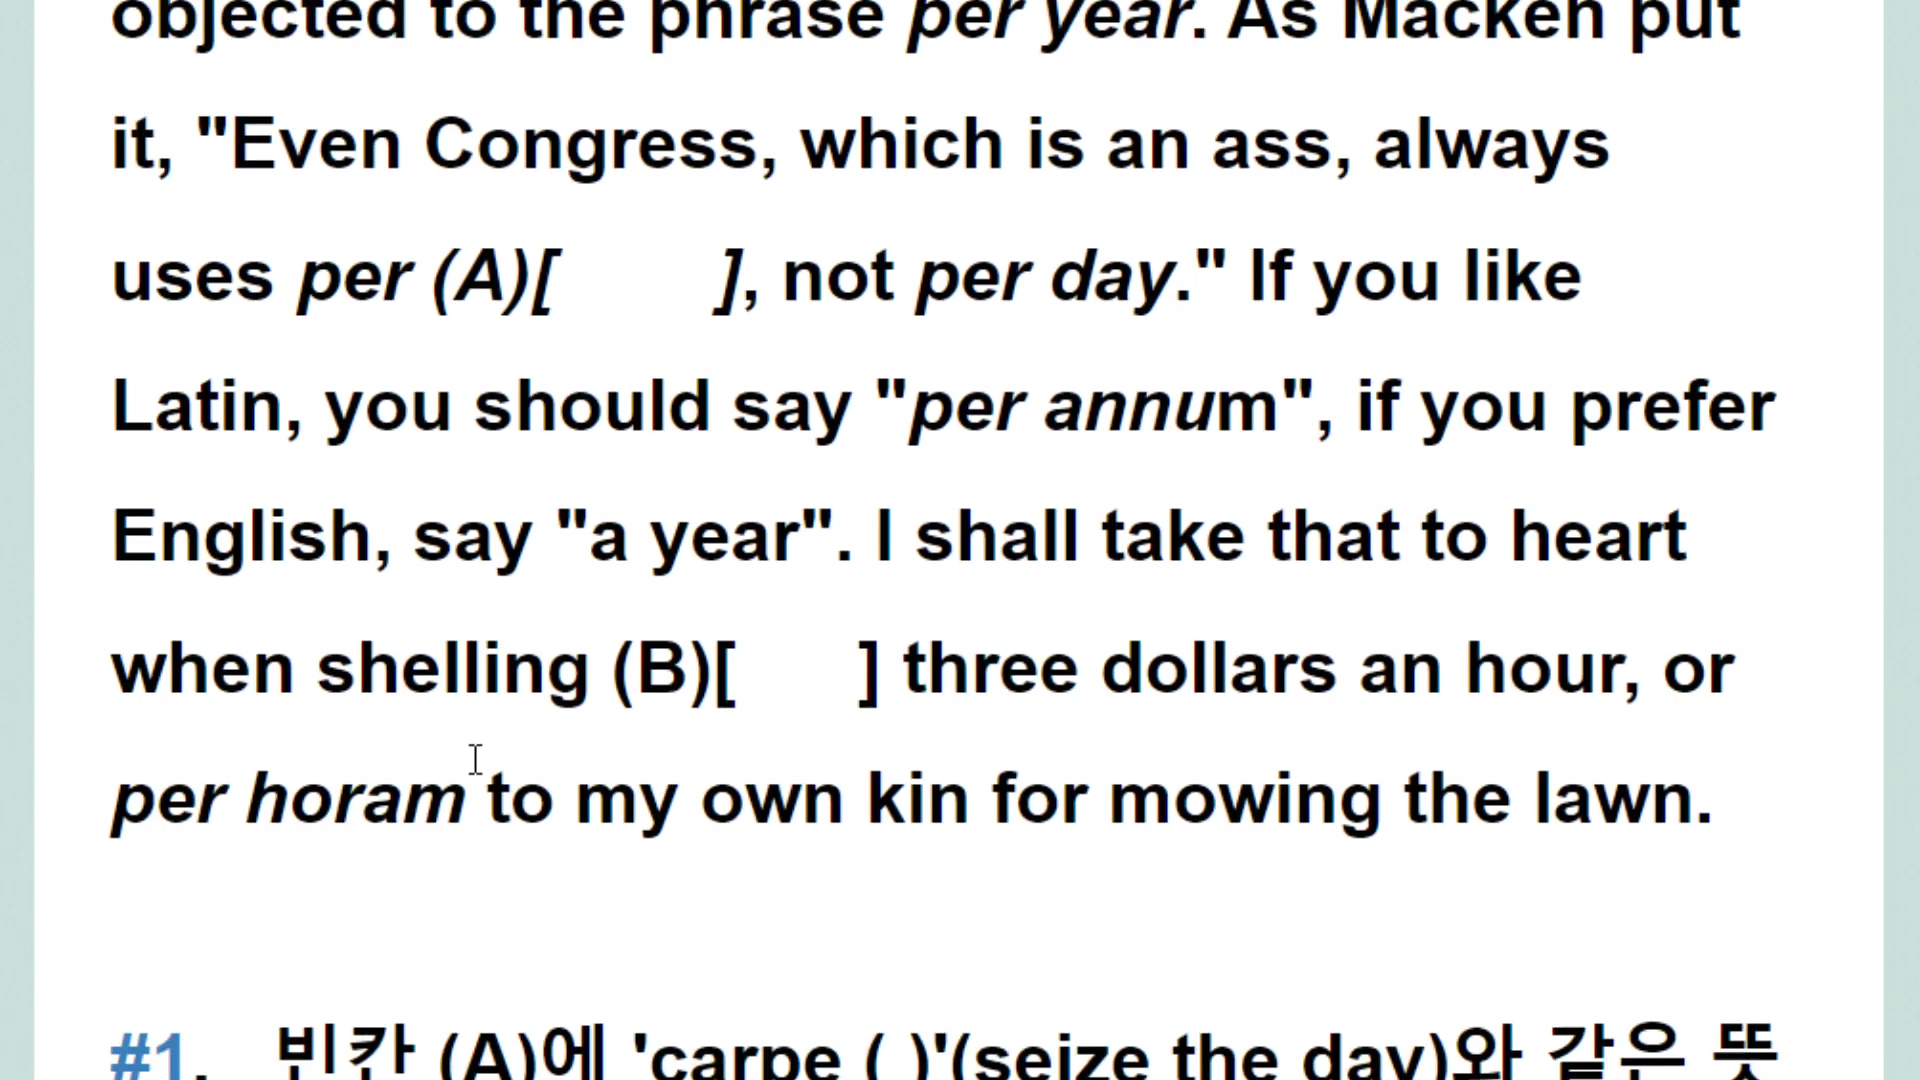 objected to the phrase per year. As Macken put
it, "Even Congress, which is an ass, always
uses per (A)[ ], not per day." If you like
Latin, you should say "per annum", if you prefer
English, say "a year". I shall take that to heart
when shelling (B)[ ] three dollars an hour, or
per horam to my own kin for mowing the lawn.
#1. 빈칸 (A)에 'carpe ( )'(seize the day)와 같은 뜻